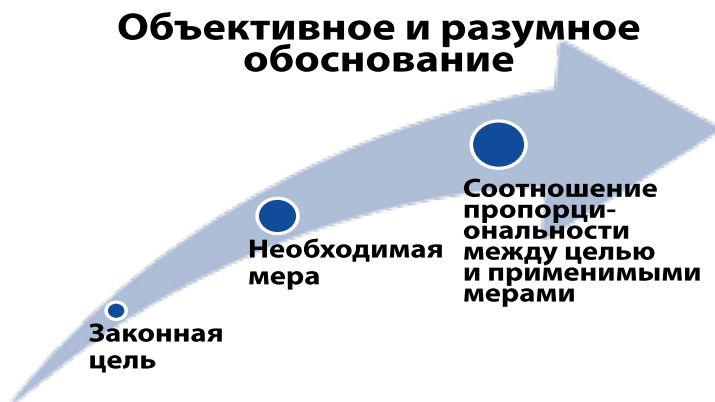 Объективное и разумное
обоснование
Законная
цель
Необходимая
мера
Соотношение
пропорци-
ональности
между целью
и применимыми
мерами